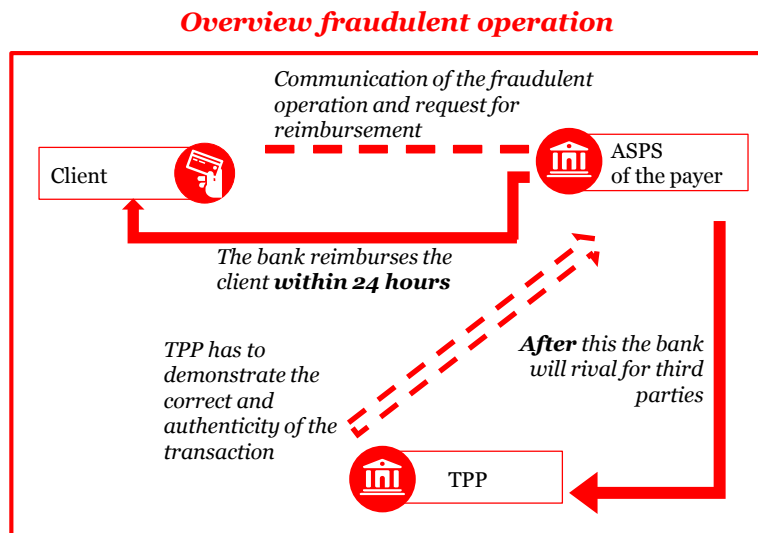 Overview fraudulent operation
Communication of the fraudulent
operation and request for
reimbursement
Client
ASPS
of the payer
The bank reimburses the
client within 24 hours
TPP has to
demonstrate the
correct and
authenticity of the
transaction
After this the bank
will rival for third
parties
TPP